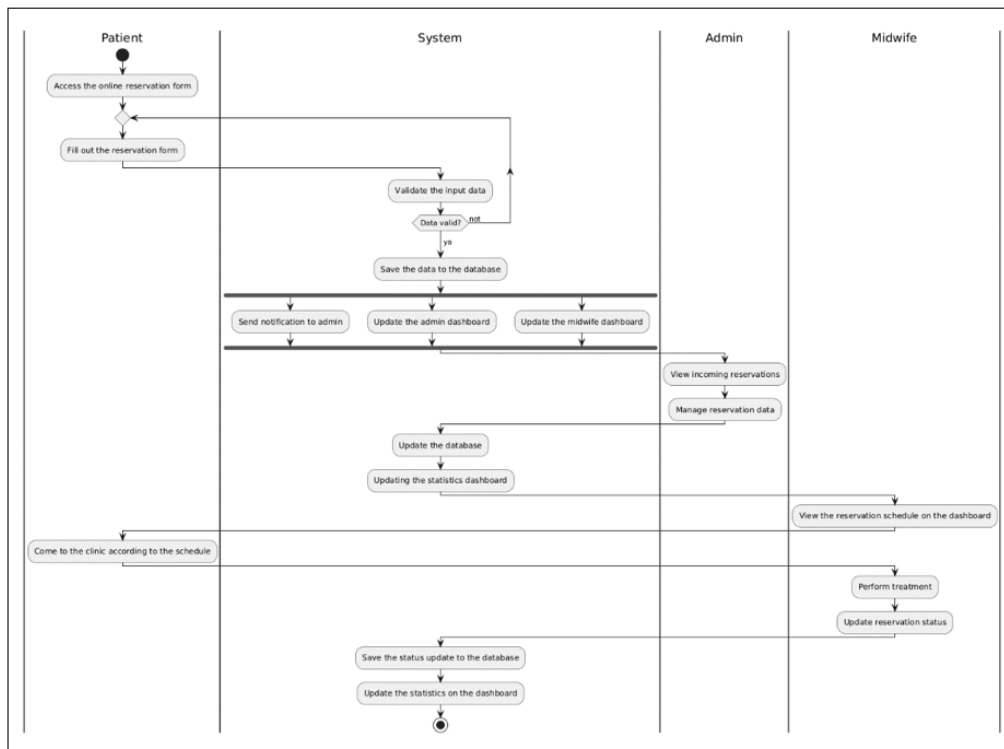 Patient
System
Admin
Midwife
Access the online reservation form
Fill out the reservation form
Validate the input data
Data valid?
not
ya
Save the data to the database
Send notification to admin
Update the admin dashboard
Update the midwife dashboard
View incoming reservations
Manage reservation data
Update the database
Updating the statistics dashboard
View the reservation schedule on the dashboard
Come to the clinic according to the schedule
Perform treatment
Update reservation status
Save the status update to the database
Update the statistics on the dashboard